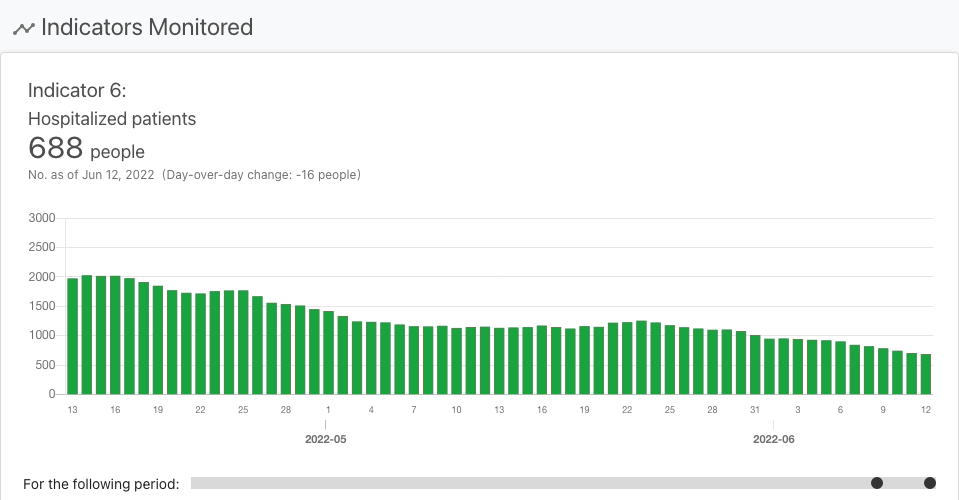 Indicators Monitored
Indicator 6:
Hospitalized patients
688 people
No. as of Jun 12, 2022 (Day-over-day change: -16 people)
3000
2500
2000
1500
1000
500
0
13 16 19 22 25 28 1 4 7 10 13 16 19 22 25 28 31 3 6 9 12
2022-05 2022-06
For the following period: